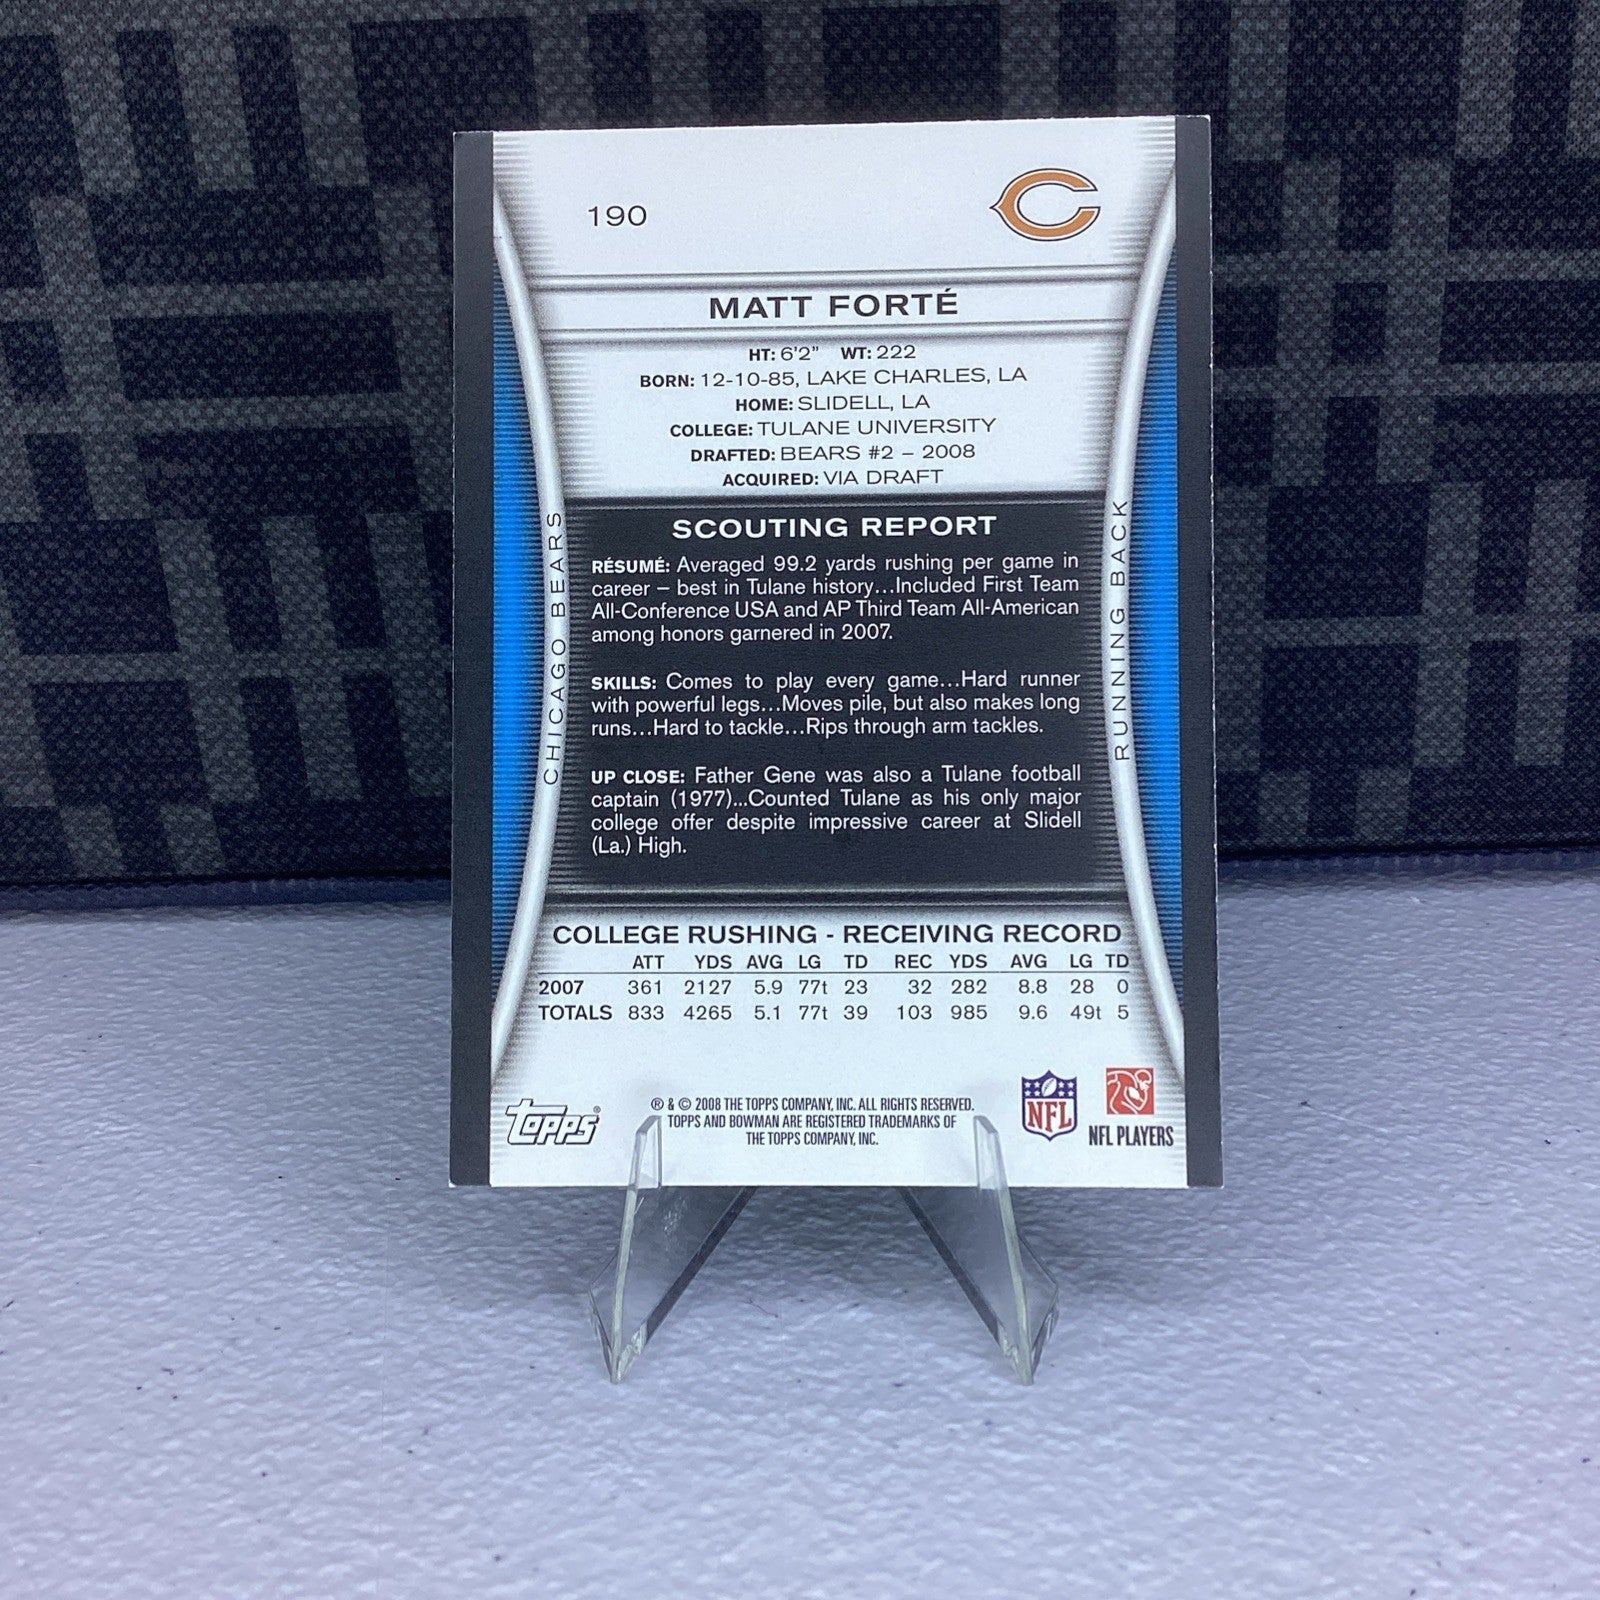 190
MATT FORTÉ
HT: 6'2" WT: 222
BORN: 12-10-85, LAKE CHARLES, LA
HOME: SLIDELL, LA
COLLEGE: TULANE UNIVERSITY
DRAFTED: BEARS #2 – 2008
ACQUIRED: VIA DRAFT
CHICAGO BEARS
RUNNING BACK
SCOUTING REPORT
RÉSUMÉ: Averaged 99.2 yards rushing per game in
career – best in Tulane history...Included First Team
All-Conference USA and AP Third Team All-American
among honors garnered in 2007.
SKILLS: Comes to play every game...Hard runner
with powerful legs...Moves pile, but also makes long
runs...Hard to tackle...Rips through arm tackles.
UP CLOSE: Father Gene was also a Tulane football
captain (1977)...Counted Tulane as his only major
college offer despite impressive career at Slidell
(La.) High.
COLLEGE RUSHING - RECEIVING RECORD
ATT YDS AVG LG TD REC YDS AVG LG TD
2007 361 2127 5.9 77t 23 32 282 8.8 28 0
TOTALS 833 4265 5.1 77t 39 103 985 9.6 49t 5
Topps®
® & © 2008 THE TOPPS COMPANY, INC. ALL RIGHTS RESERVED.
TOPPS AND BOWMAN ARE REGISTERED TRADEMARKS OF
THE TOPPS COMPANY, INC.
NFL
NFL PLAYERS